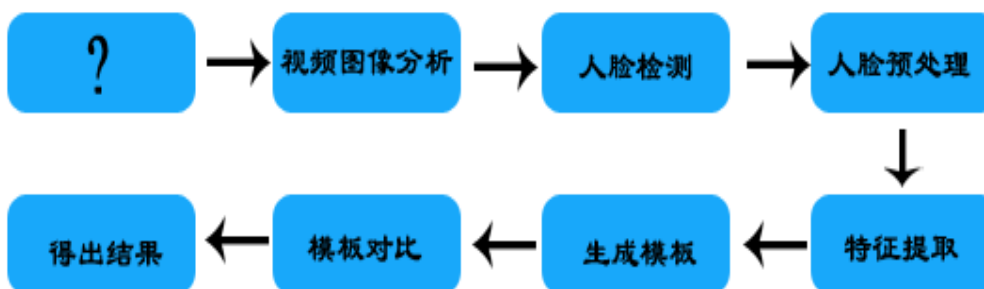 ?
视频图像分析
人脸检测
人脸预处理
特征提取
生成模板
模板对比
得出结果